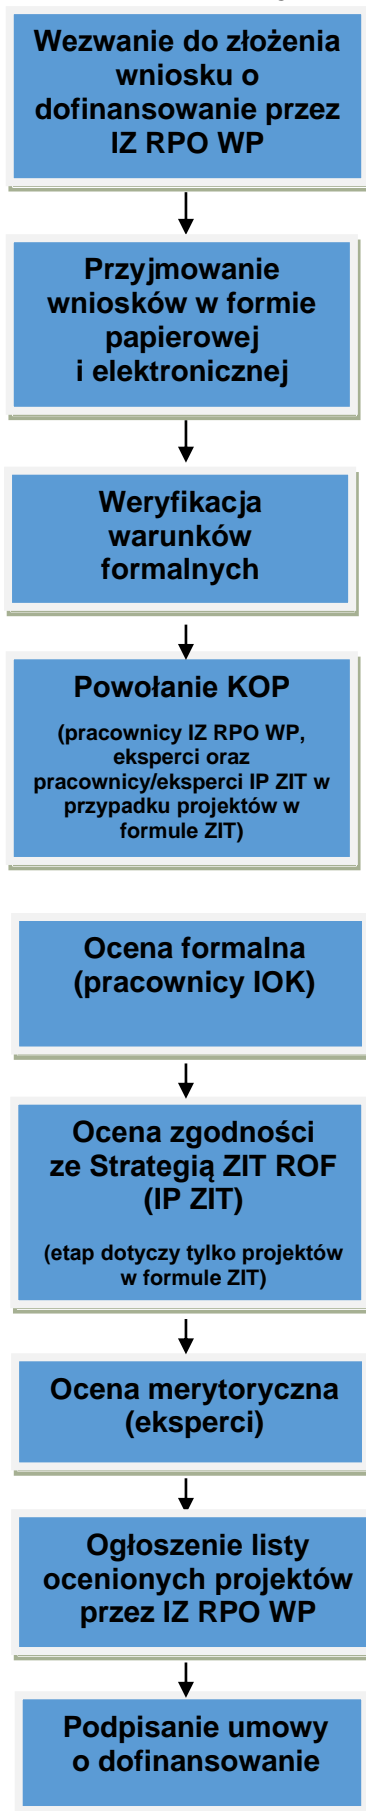 Wezwanie do złożenia
wniosku o
dofinansowanie przez
IZ RPO WP
Przyjmowanie
wniosków w formie
papierowej
i elektronicznej
Weryfikacja
warunków
formalnych
Powołanie KOP
(pracownicy IZ RPO WP,
eksperci oraz
pracownicy/eksperci IP ZIT w
przypadku projektów w
formule ZIT)
Ocena formalna
(pracownicy IOK)
Ocena zgodności
ze Strategią ZIT ROF
(IP ZIT)
(etap dotyczy tylko projektów
w formule ZIT)
Ocena merytoryczna
(eksperci)
Ogłoszenie listy
ocenionych projektów
przez IZ RPO WP
Podpisanie umowy
o dofinansowanie